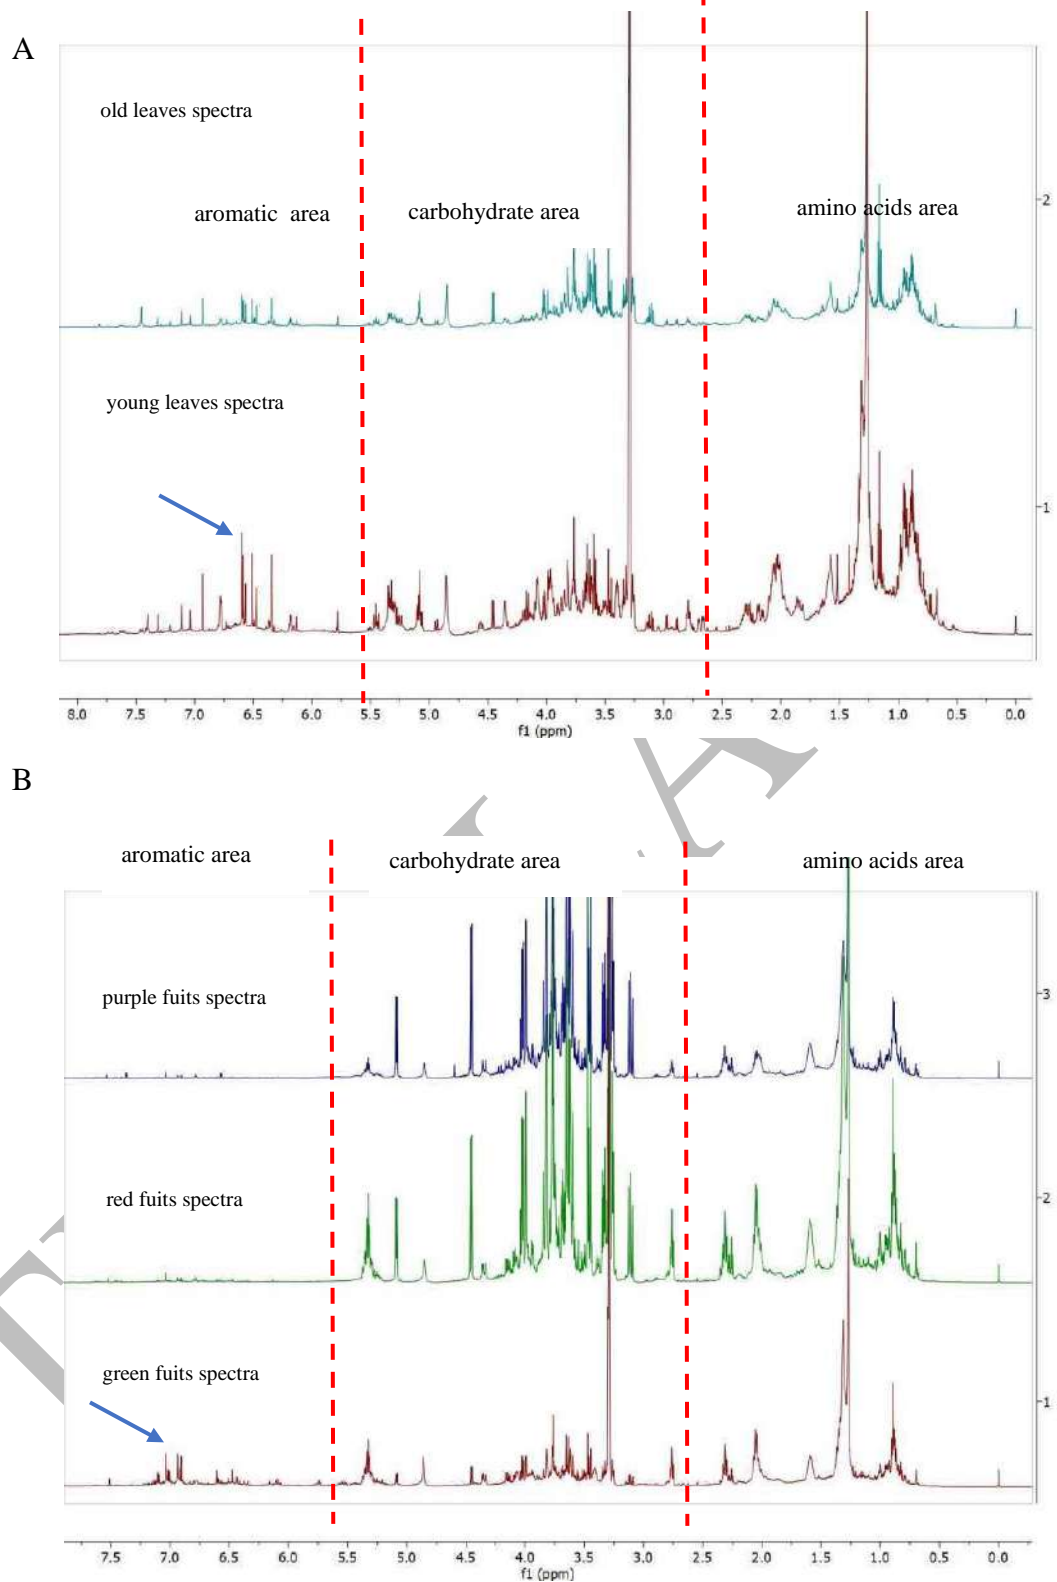 A
old leaves spectra
aromatic area
carbohydrate area
amino acids area
2
young leaves spectra
1
8.0 7.5 7.0 6.5 6.0 5.5 5.0 4.5 4.0 3.5 3.0 2.5 2.0 1.5 1.0 0.5 0.0
f1 (ppm)
B
aromatic area
carbohydrate area
amino acids area
purple fuits spectra
3
red fuits spectra
2
green fuits spectra
1
7.5 7.0 6.5 6.0 5.5 5.0 4.5 4.0 3.5 3.0 2.5 2.0 1.5 1.0 0.5 0.0
f1 (ppm)